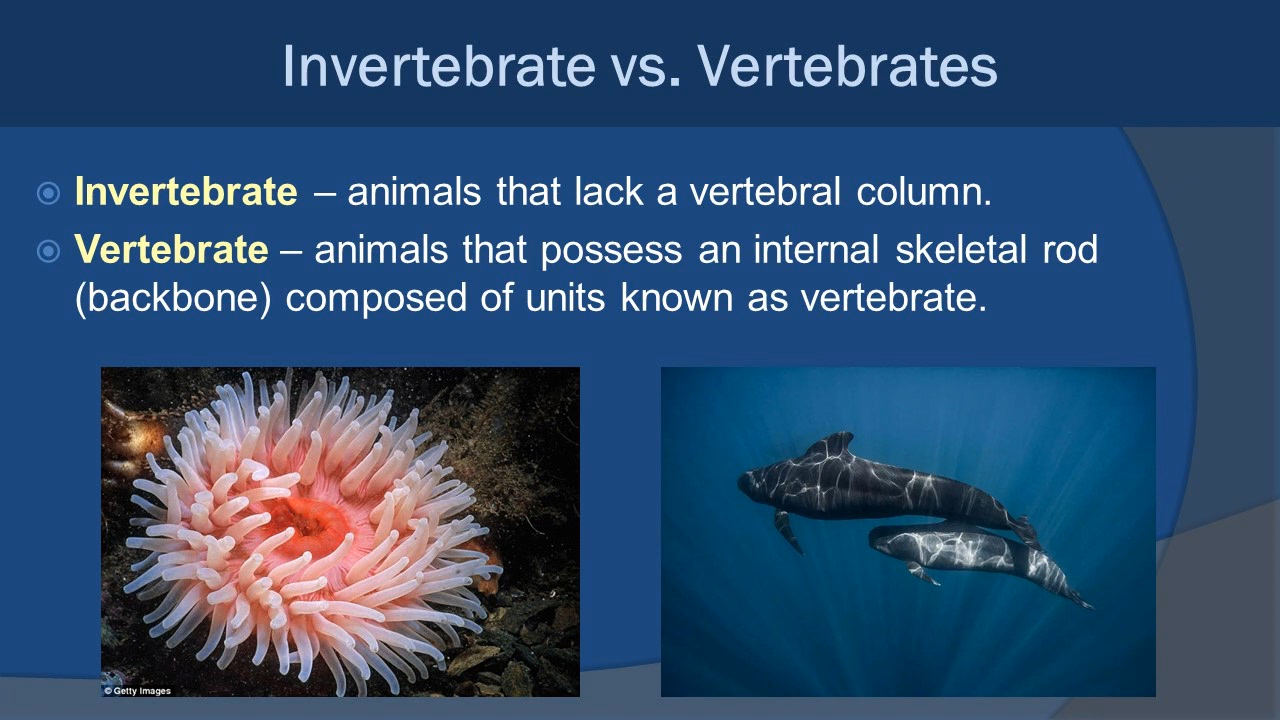 Invertebrate vs. Vertebrates
Invertebrate – animals that lack a vertebral column.
Vertebrate – animals that possess an internal skeletal rod
(backbone) composed of units known as vertebrate.
© Getty Images